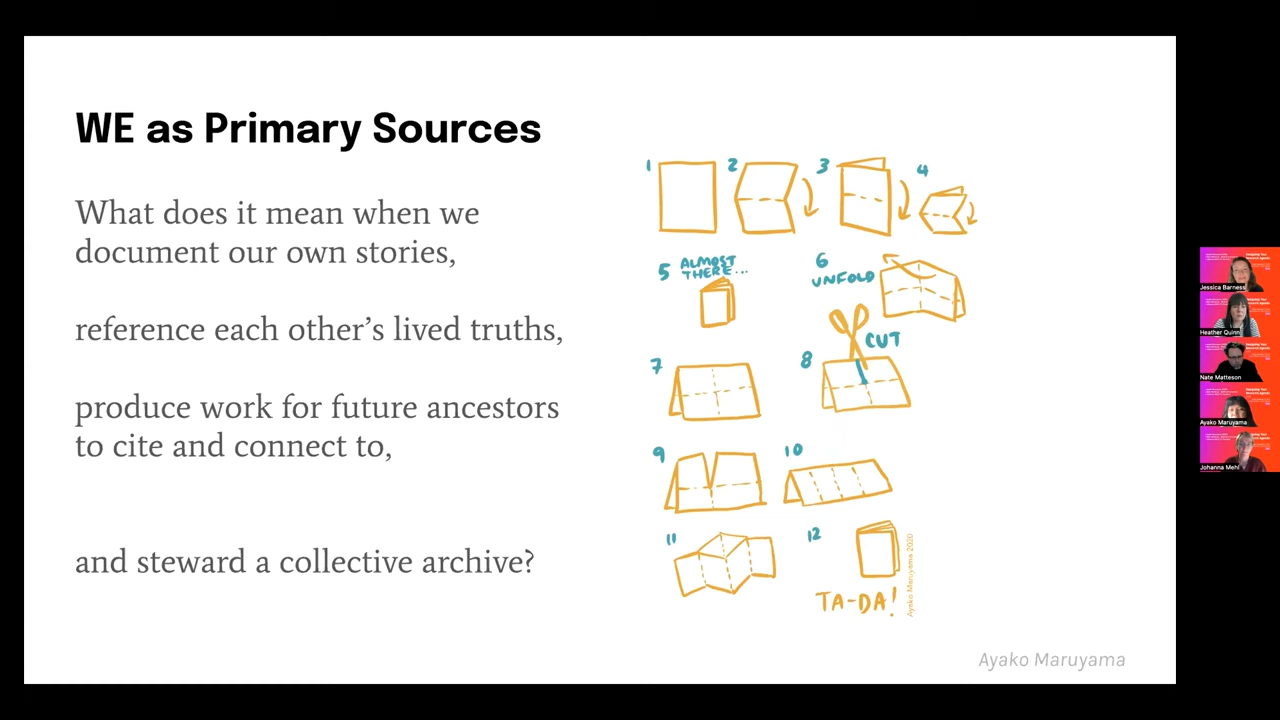 WE as Primary Sources
What does it mean when we
document our own stories,
reference each other’s lived truths,
produce work for future ancestors
to cite and connect to,
and steward a collective archive?
1
2
3
4
5 ALMOST
THERE...
6
UNFOLD
CUT
7
8
9
10
11
12
TA-DA!
Ayako Maruyama 2020
Ayako Maruyama
Jessica Barness
Heather Quinn
Nate Matteson
Ayako Maruyama
Johanna Mehl